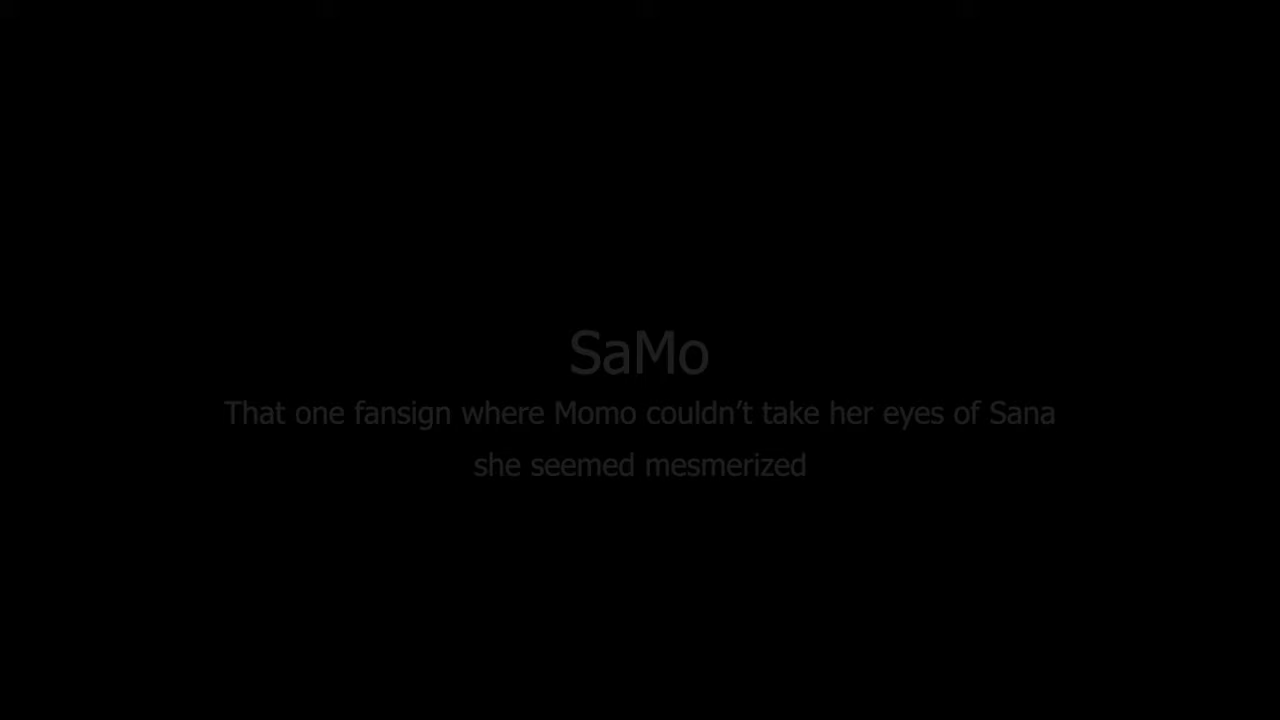 SaMo
That one fansign where Momo couldn’t take her eyes of Sana
she seemed mesmerized